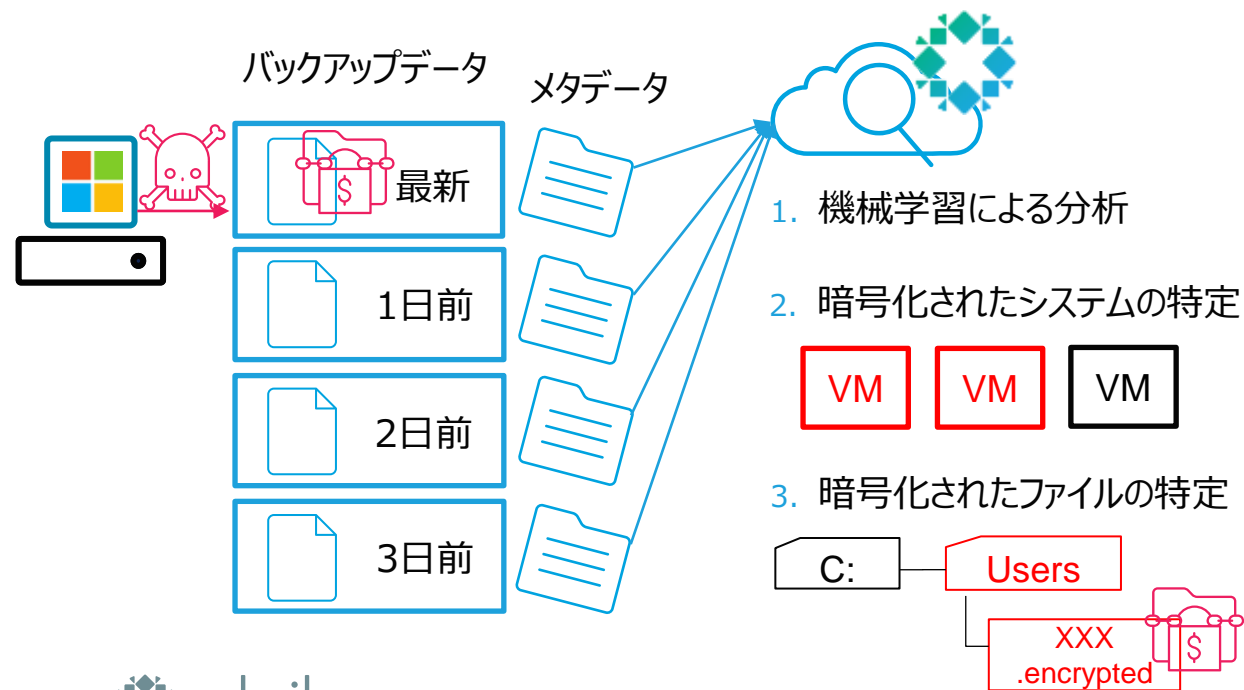 バックアップデータ
メタデータ
最新
$
1日前
2日前
3日前
1. 機械学習による分析
2. 暗号化されたシステムの特定
VM VM VM
3. 暗号化されたファイルの特定
C: Users
XXX
.encrypted
$